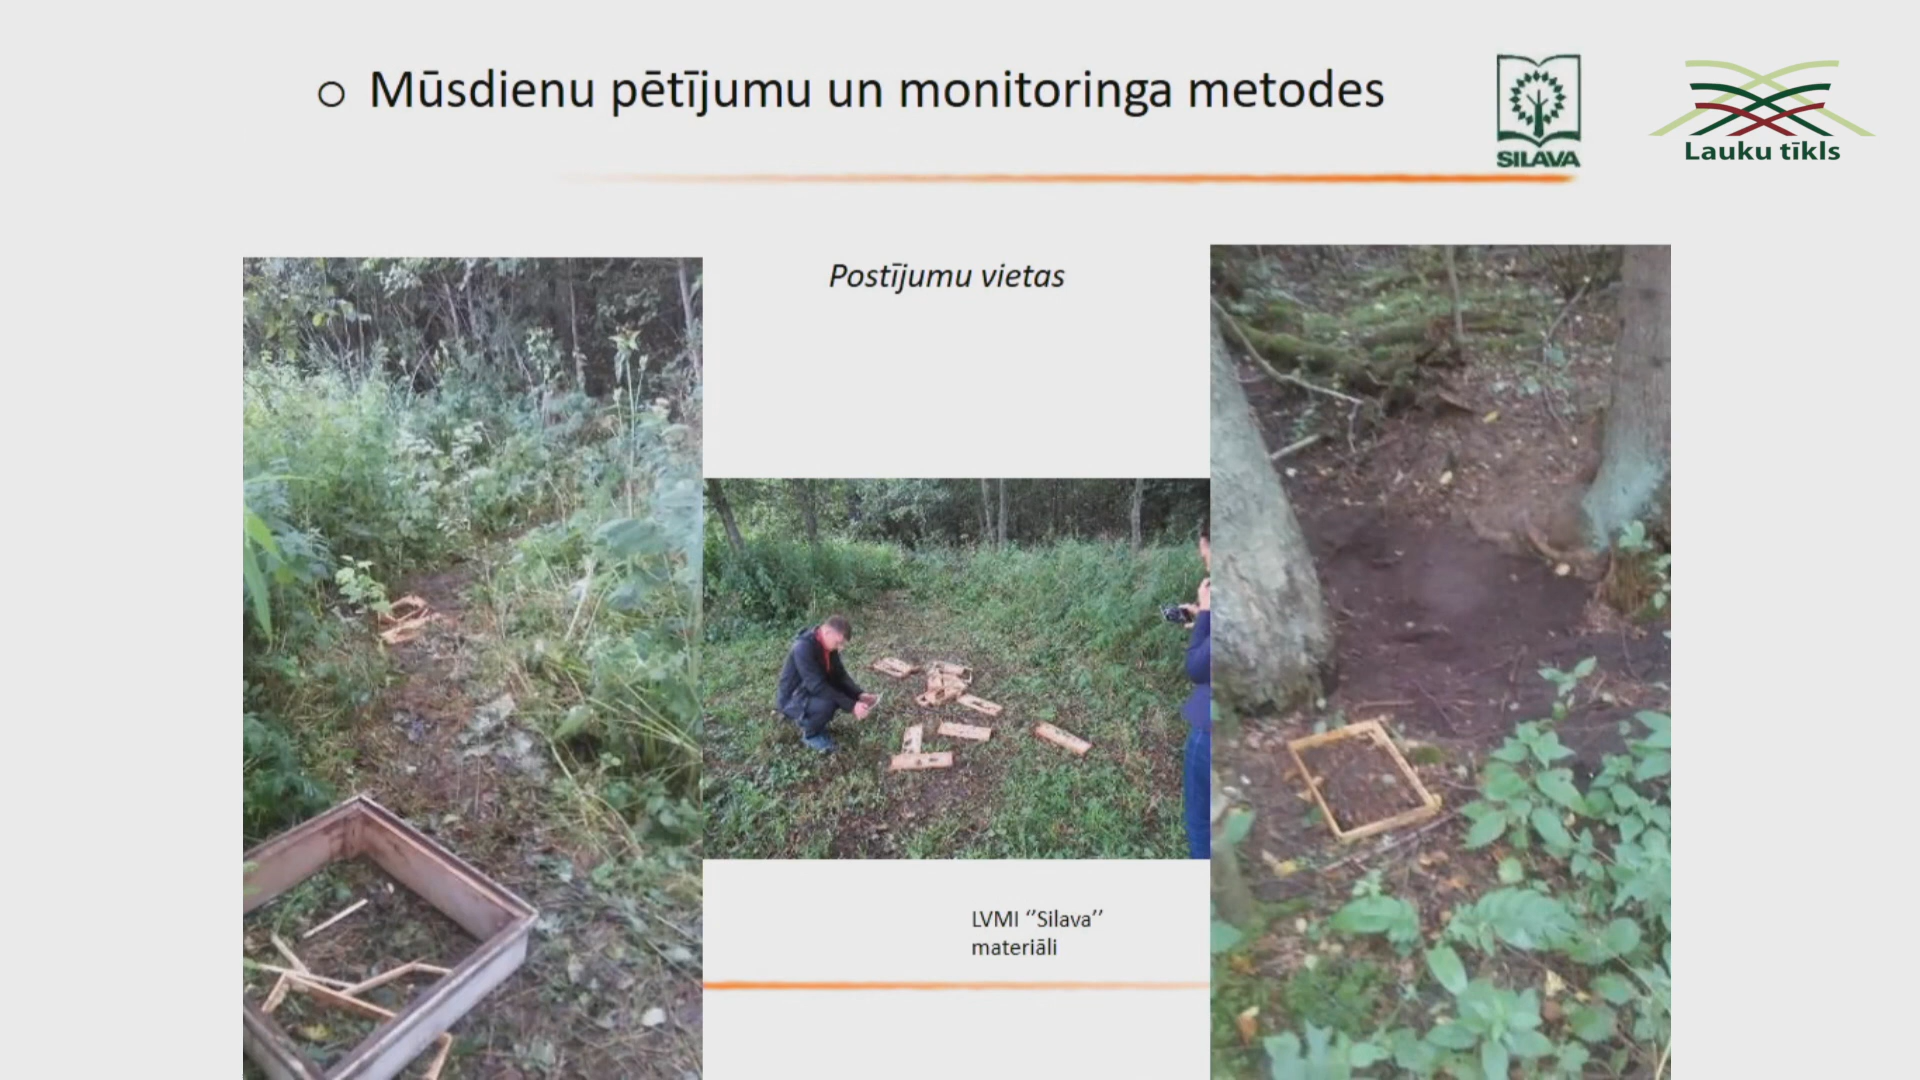 Mūsdienu pētījumu un monitoringa metodes
SILAVA
Lauku tīkls
Postījumu vietas
LVMI ‘’Silava’’
materiāli